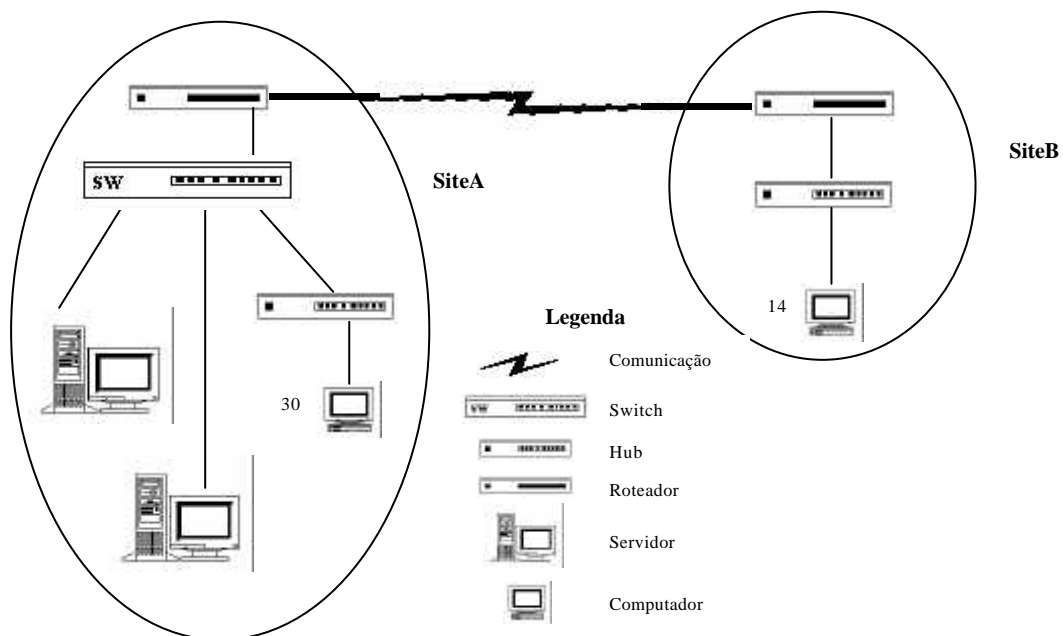 SW
SiteA
SiteB
14
30
Legenda
Comunicação
SW
Switch
Hub
Roteador
Servidor
Computador